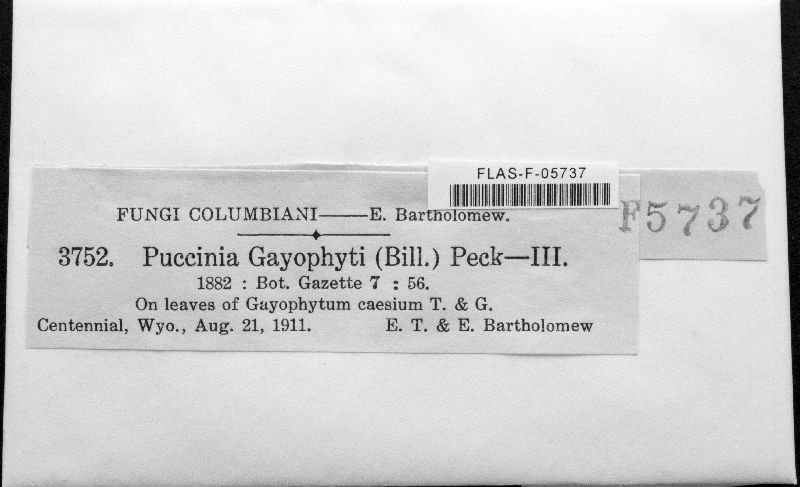 FLAS-F-05737
F5737
FUNGI COLUMBIANI——E. Bartholomew.
3752. Puccinia Gayophyti (Bill.) Peck—III.
1882 : Bot. Gazette 7 : 56.
On leaves of Gayophytum caesium T. & G.
Centennial, Wyo., Aug. 21, 1911. E. T. & E. Bartholomew